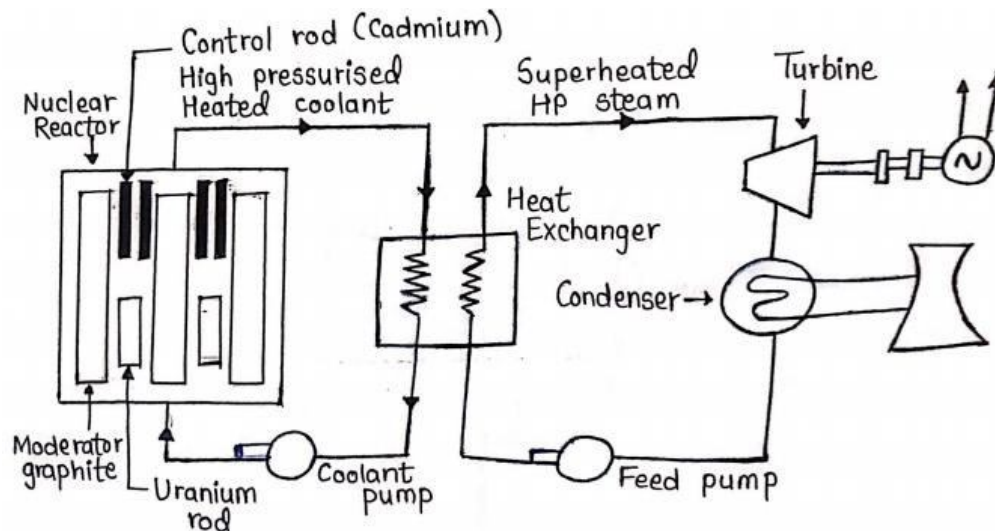 Control rod (Cadmium)
High pressurised
Heated coolant
Nuclear
Reactor
Superheated
HP steam
Turbine
~
Heat
Exchanger
Condenser
Moderator
graphite
Uranium
rod
Coolant
pump
Feed pump